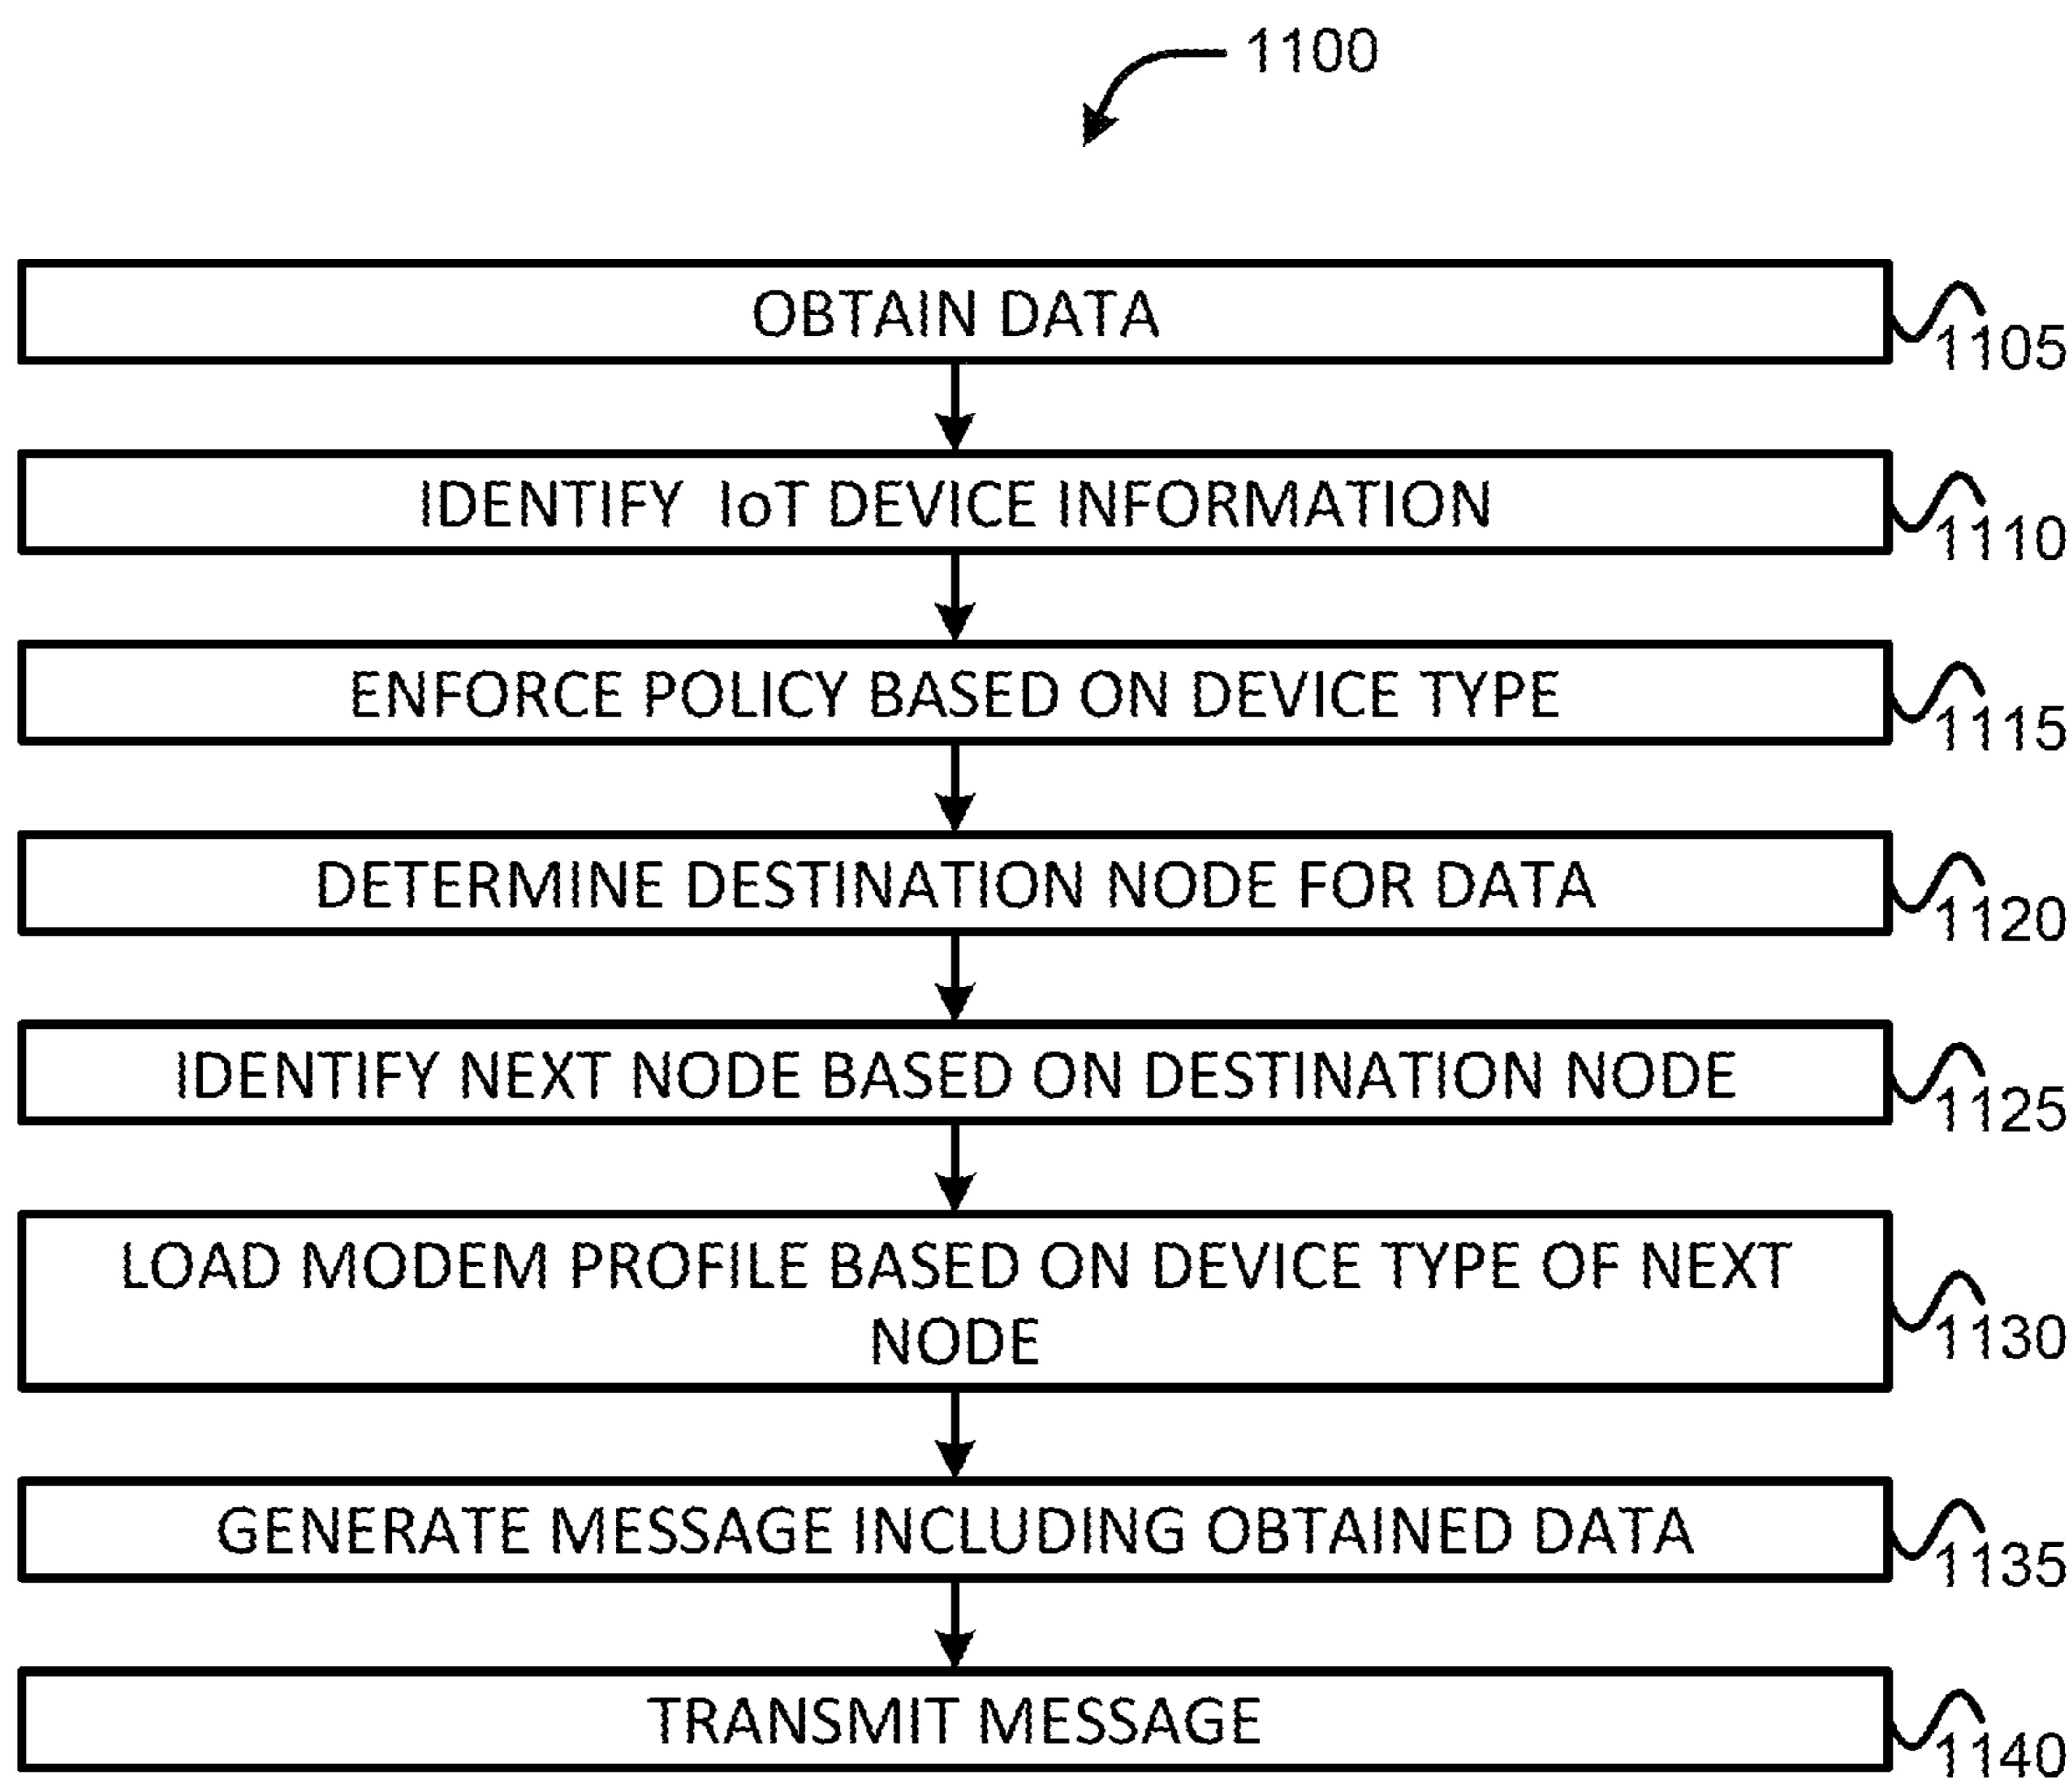 1100
OBTAIN DATA
1105
IDENTIFY IoT DEVICE INFORMATION
1110
ENFORCE POLICY BASED ON DEVICE TYPE
1115
DETERMINE DESTINATION NODE FOR DATA
1120
IDENTIFY NEXT NODE BASED ON DESTINATION NODE
1125
LOAD MODEM PROFILE BASED ON DEVICE TYPE OF NEXT
NODE
1130
GENERATE MESSAGE INCLUDING OBTAINED DATA
1135
TRANSMIT MESSAGE
1140